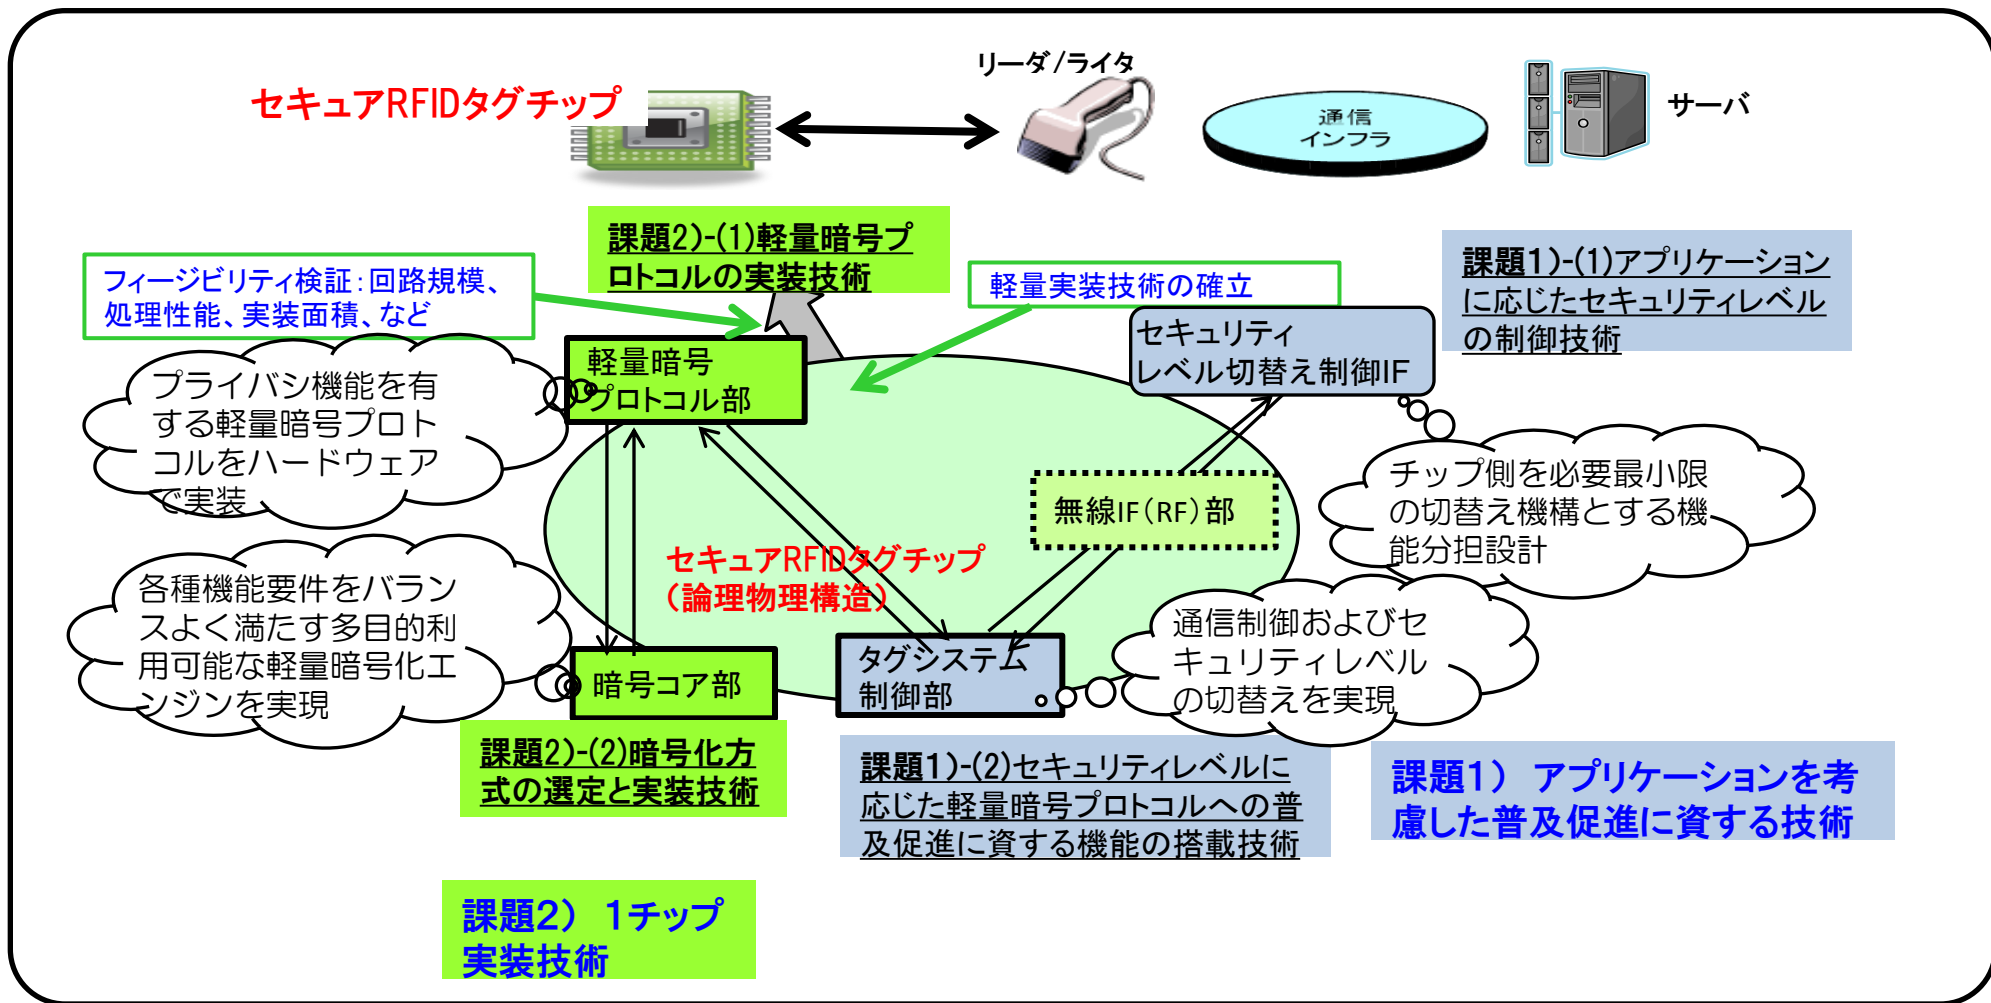 リーダ/ライタ
セキュアRFIDタグチップ
通信
インフラ
サーバ
課題2)-(1)軽量暗号プ
ロトコルの実装技術
フィージビリティ検証：回路規模、
処理性能、実装面積、など
軽量実装技術の確立
課題1)-(1)アプリケーション
に応じたセキュリティレベル
の制御技術
セキュリティ
レベル切替え制御IF
軽量暗号
プロトコル部
プライバシ機能を有
する軽量暗号プロト
コルをハードウェア
で実装
チップ側を必要最小限
の切替え機構とする機
能分担設計
無線IF（RF）部
セキュアRFIDタグチップ
（論理物理構造）
各種機能要件をバラン
スよく満たす多目的利
用可能な軽量暗号化エ
ンジンを実現
通信制御およびセ
キュリティレベル
の切替えを実現
暗号コア部
タグシステム
制御部
課題2)-(2)暗号化方
式の選定と実装技術
課題1)-(2)セキュリティレベルに
応じた軽量暗号プロトコルへの普
及促進に資する機能の搭載技術
課題1） アプリケーションを考
慮した普及促進に資する技術
課題2） 1チップ
実装技術